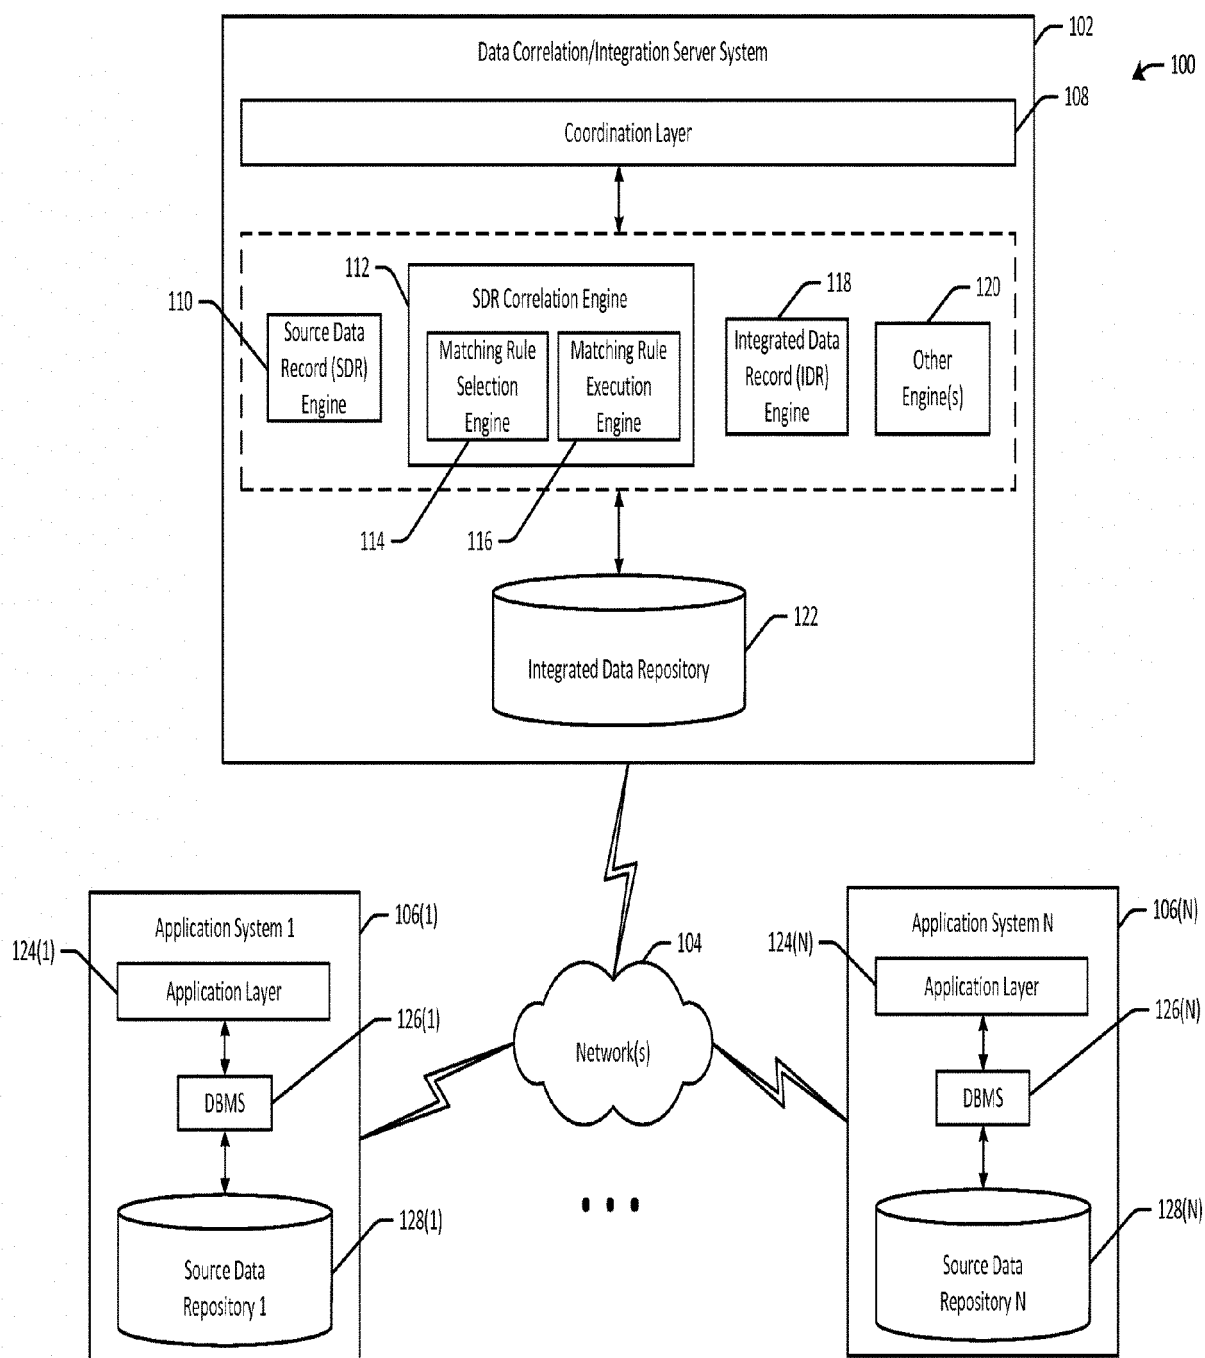 102
Data Correlation/Integration Server System
100
108
Coordination Layer
112
118
120
110
SDR Correlation Engine
Source Data
Record (SDR)
Engine
Matching Rule
Selection
Engine
Matching Rule
Execution
Engine
Integrated Data
Record (IDR)
Engine
Other
Engine(s)
114
116
122
Integrated Data Repository
106(1)
Application System 1
124(1)
Application Layer
126(1)
DBMS
128(1)
Source Data
Repository 1
104
Network(s)
106(N)
Application System N
124(N)
Application Layer
126(N)
DBMS
128(N)
Source Data
Repository N